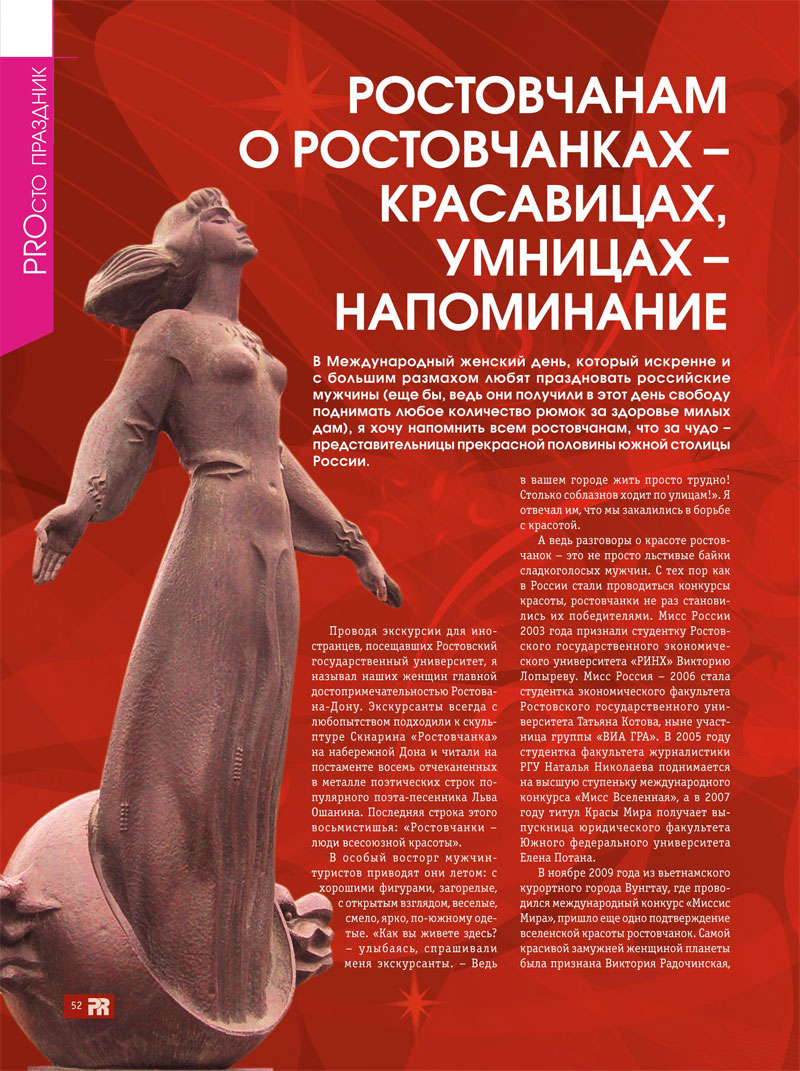 PROсто ПРАЗДНИК
РОСТОВЧАНАМ
О РОСТОВЧАНКАХ –
КРАСАВИЦАХ,
УМНИЦАХ –
НАПОМИНАНИЕ
В Международный женский день, который искренне и
с большим размахом любят праздновать российские
мужчины (еще бы, ведь они получили в этот день свободу
поднимать любое количество рюмок за здоровье милых
дам), я хочу напомнить всем ростовчанам, что за чудо –
представительницы прекрасной половины южной столицы
России.
Проводя экскурсии для ино-
странцев, посещавших Ростовский
государственный университет, я
называл наших женщин главной
достопримечательностью Ростова-
на-Дону. Экскурсанты всегда с
любопытством подходили к скуль-
птуре Скнарина «Ростовчанка»
на набережной Дона и читали на
постаменте восемь отчеканенных
в металле поэтических строк по-
пулярного поэта-песенника Льва
Ошанина. Последняя строка этого
восьмистишья: «Ростовчанки –
люди всесоюзной красоты».
В особый восторг мужчин-
туристов приводят они летом: с
хорошими фигурами, загорелые,
с открытым взглядом, веселые,
смело, ярко, по-южному оде-
тые. «Как вы живете здесь?
– улыбаясь, спрашивали
меня экскурсанты. – Ведь
в вашем городе жить просто трудно!
Столько соблазнов ходит по улицам!». Я
отвечал им, что мы закалились в борьбе
с красотой.
А ведь разговоры о красоте ростов-
чанок – это не просто льстивые байки
сладкоголосых мужчин. С тех пор как
в России стали проводиться конкурсы
красоты, ростовчанки не раз станови-
лись их победителями. Мисс России
2003 года признали студентку Ростов-
ского государственного экономиче-
ского университета «РИНХ» Викторию
Лопыреву. Мисс Россия – 2006 стала
студентка экономического факультета
Ростовского государственного уни-
верситета Татьяна Котова, ныне участ-
ница группы «ВИА ГРА». В 2005 году
студентка факультета журналистики
РГУ Наталья Николаева поднимается
на высшую ступеньку международного
конкурса «Мисс Вселенная», а в 2007
году титул Красы Мира получает вы-
пускница юридического факультета
Южного федерального университета
Елена Потана.
В ноябре 2009 года из вьетнамского
курортного города Вунгтау, где прово-
дился международный конкурс «Миссис
Мира», пришло еще одно подтверждение
вселенской красоты ростовчанок. Самой
красивой замужней женщиной планеты
была признана Виктория Радочинская,
52 PR